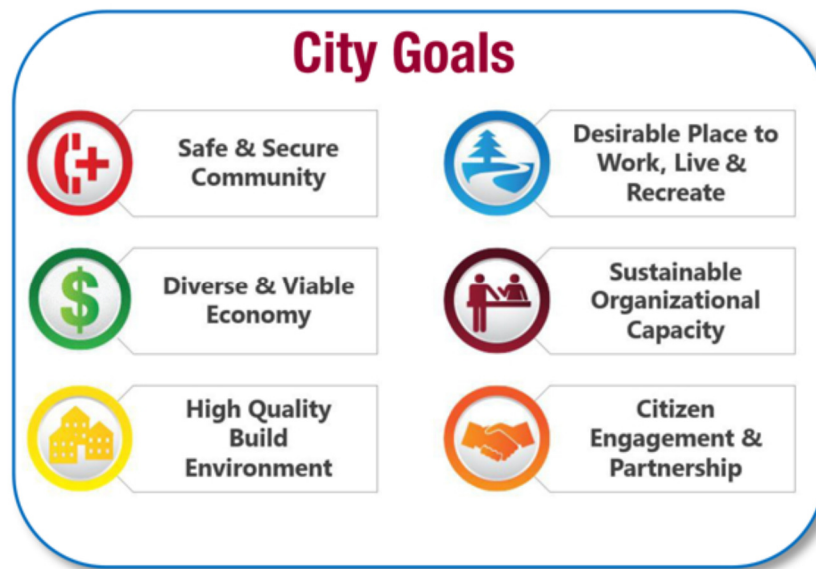 City Goals
Safe & Secure
Community
Desirable Place to
Work, Live &
Recreate
$
Diverse & Viable
Economy
Sustainable
Organizational
Capacity
High Quality
Build
Environment
Citizen
Engagement &
Partnership